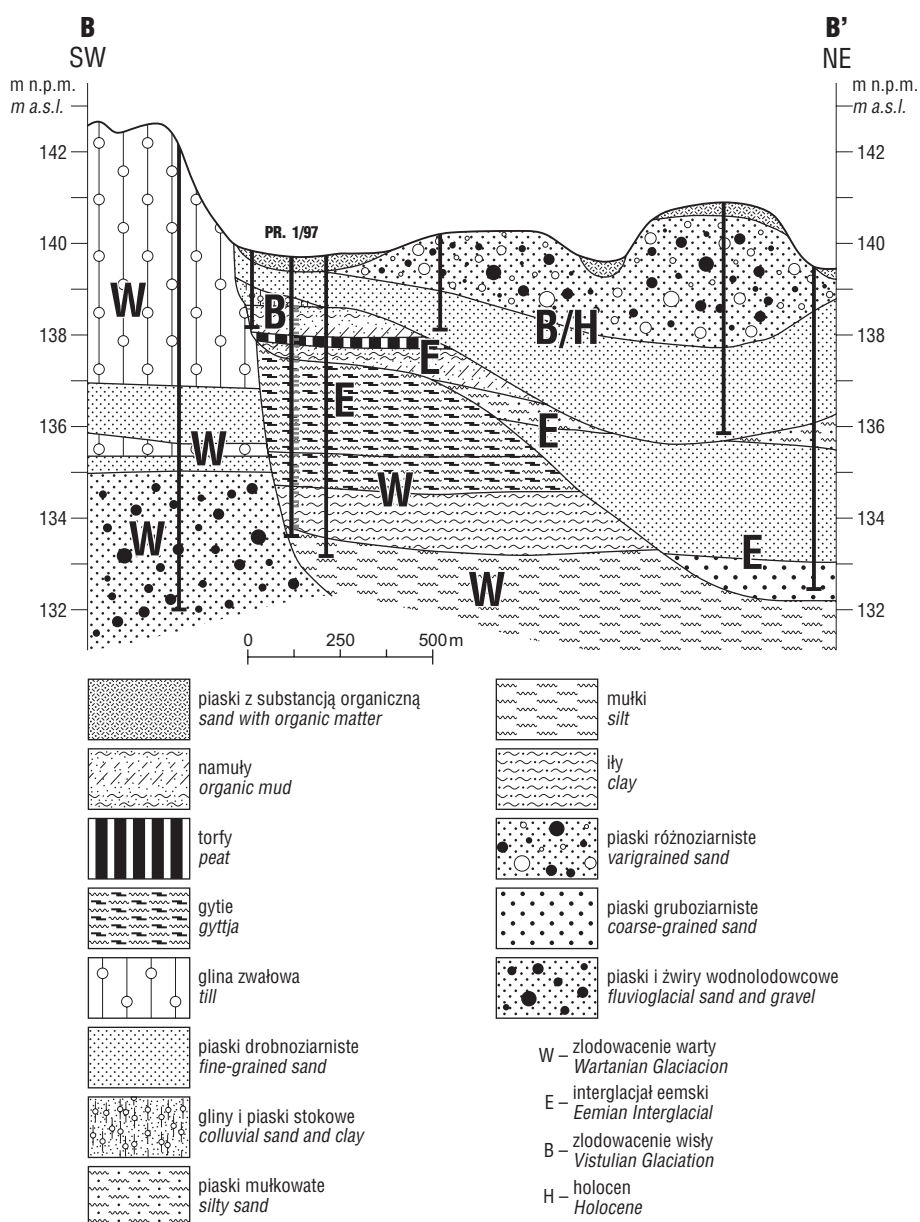 B
SW
B'
NE
m n.p.m.
m a.s.l.
m n.p.m.
m a.s.l.
142
142
PR. 1/97
140
140
W
B
B/H
138
138
E
E
136
136
W
E
W
134
134
W
E
W
132
132
0 250 500 m
piaski z substancją organiczną
sand with organic matter
namuły
organic mud
torfy
peat
gytie
gyttja
glina zwałowa
till
piaski drobnoziarniste
fine-grained sand
gliny i piaski stokowe
colluvial sand and clay
piaski mułkowate
silty sand
mułki
silt
iły
clay
piaski różnoziarniste
varigrained sand
piaski gruboziarniste
coarse-grained sand
piaski i żwiry wodnolodowcowe
fluvioglacial sand and gravel
W – zlodowacenie warty
Wartanian Glaciacion
E – interglacjał eemski
Eemian Interglacial
B – zlodowacenie wisły
Vistulian Glaciation
H – holocen
Holocene